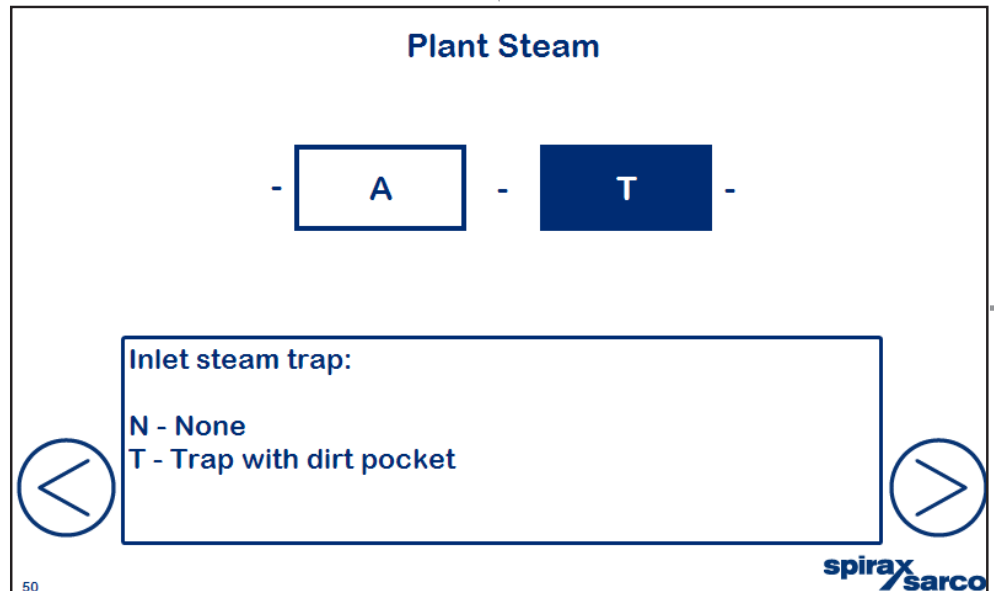 Plant Steam
- A - T -
Inlet steam trap:
N - None
T - Trap with dirt pocket
< >
50
spirax
sarco